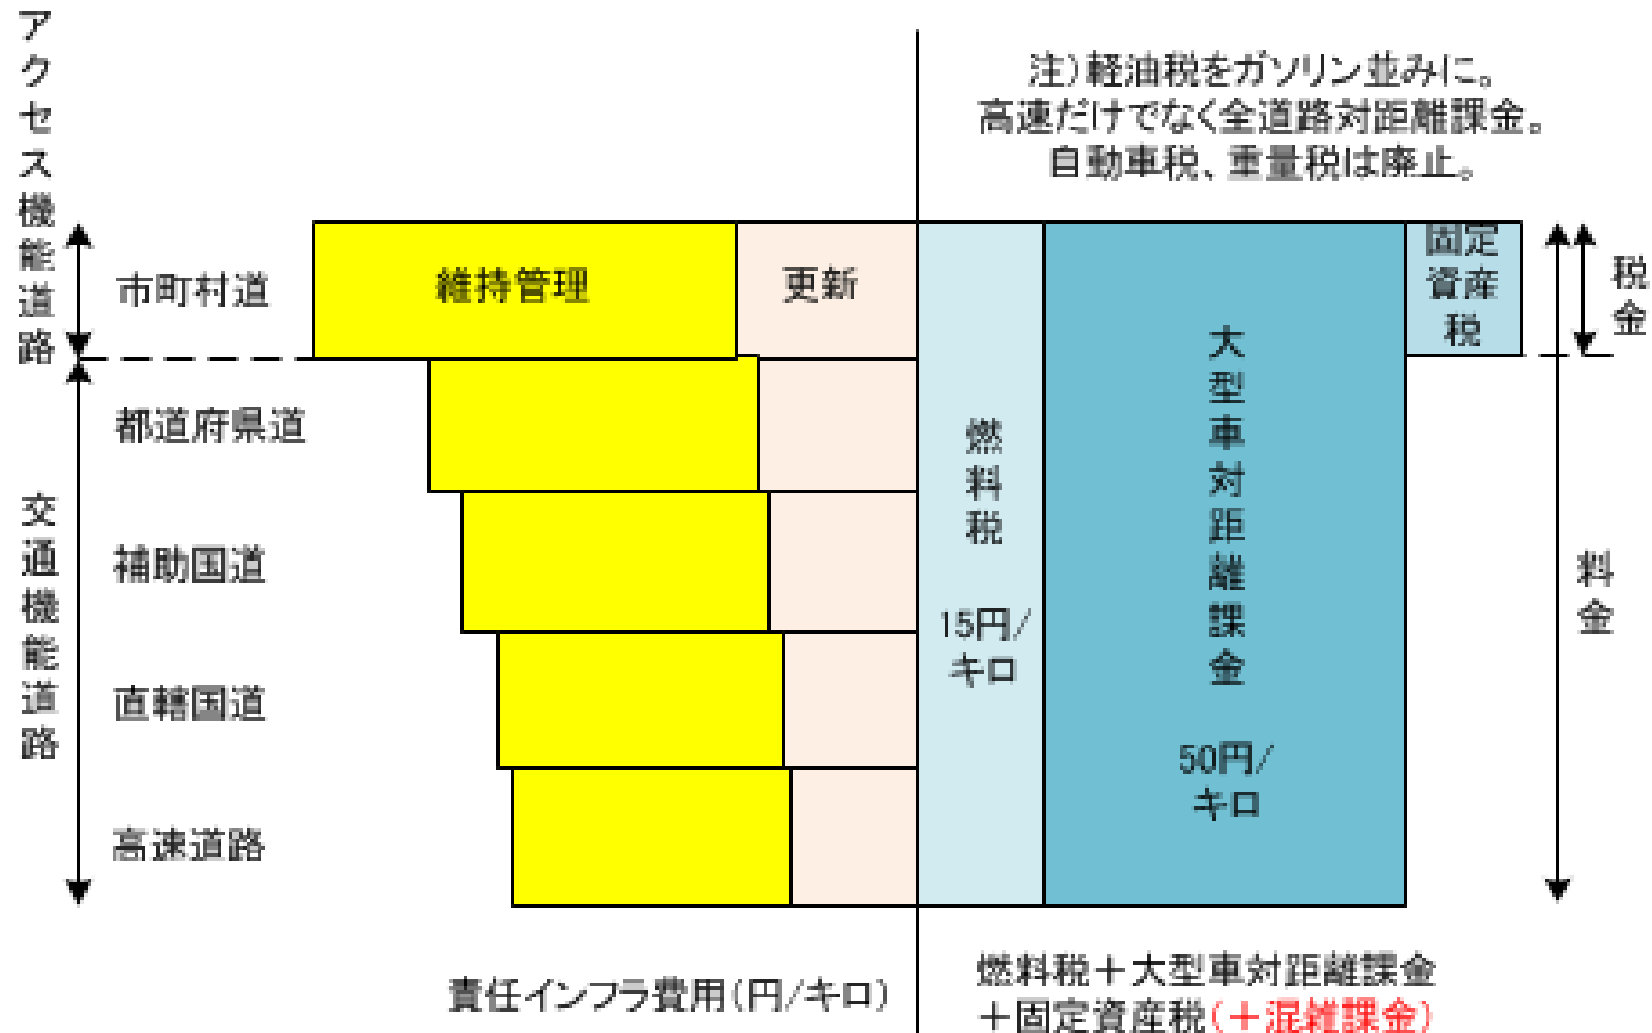 アクセス機能道路
交通機能道路
市町村道
都道府県道
補助国道
直轄国道
高速道路
維持管理
更新
責任インフラ費用(円/キロ)
注)軽油税をガソリン並みに。
高速だけでなく全道路対距離課金。
自動車税、重量税は廃止。
燃料税
15円/
キロ
大型車対距離課金
50円/
キロ
固定
資産
税
税金
料金
燃料税+大型車対距離課金
+固定資産税(+混雑課金)